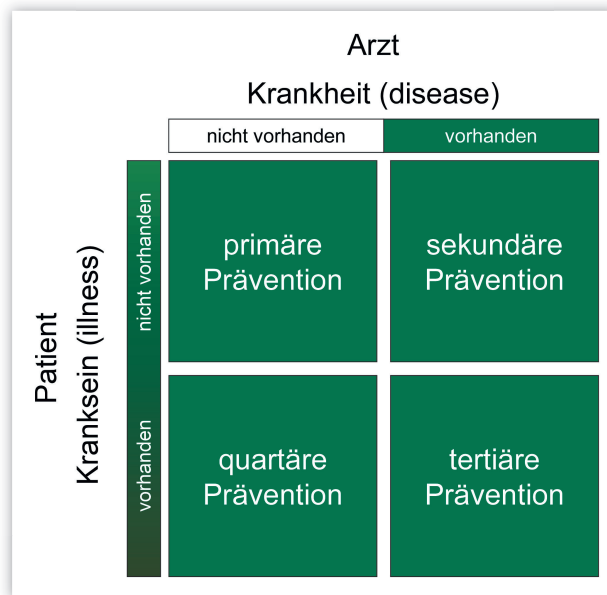 Arzt
Krankheit (disease)
nicht vorhanden
vorhanden
Patient
Kranksein (illness)
nicht vorhanden
vorhanden
primäre
Prävention
sekundäre
Prävention
quartäre
Prävention
tertiäre
Prävention